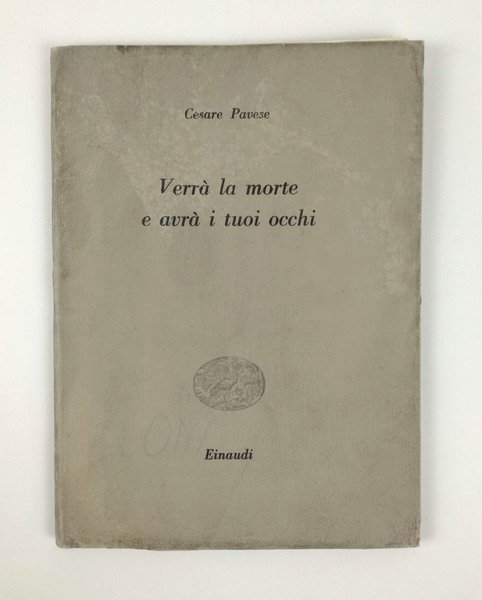 Cesare Pavese
Verrà la morte
e avrà i tuoi occhi
Einaudi